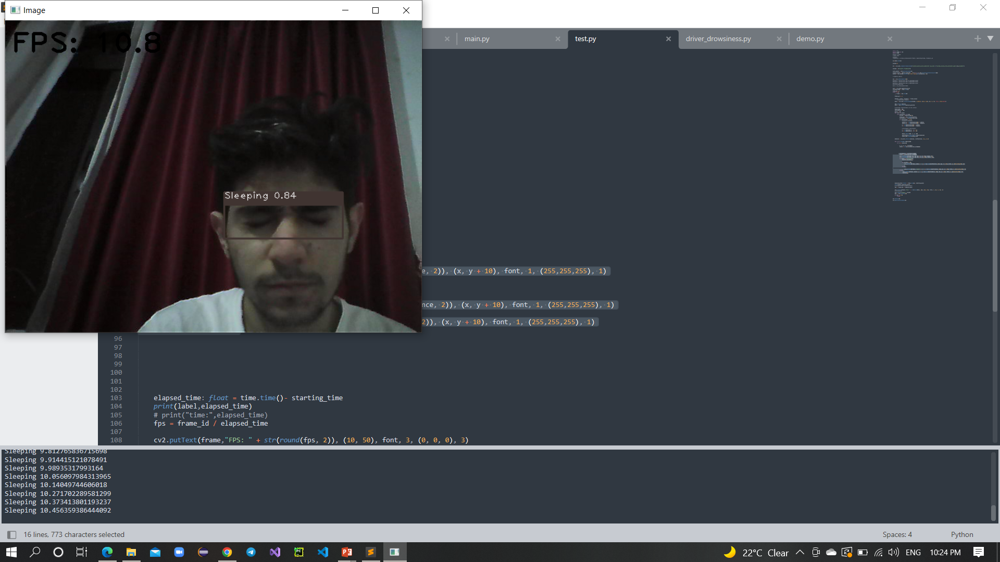 Image
FPS: 10.8
Sleeping 0.84
main.py
test.py
driver_drowsiness.py
demo.py
e, 2)), (x, y + 10), font, 1, (255,255,255), 1)
nce, 2)), (x, y + 10), font, 1, (255,255,255), 1)
2)), (x, y + 10), font, 1, (255,255,255), 1)
96
97
98
99
100
101
102
103 elapsed_time: float = time.time()- starting_time
104 print(label,elapsed_time)
105 # print("time:",elapsed_time)
106 fps = frame_id / elapsed_time
107
108 cv2.putText(frame,"FPS: " + str(round(fps, 2)), (10, 50), font, 3, (0, 0, 0), 3)
Sleeping 9.812765836715698
Sleeping 9.914415121078491
Sleeping 9.98935317993164
Sleeping 10.056097984313965
Sleeping 10.14049744606018
Sleeping 10.271702289581299
Sleeping 10.373413801193237
Sleeping 10.456359386444092
16 lines, 773 characters selected
Spaces: 4
Python
22°C Clear
ENG
10:24 PM